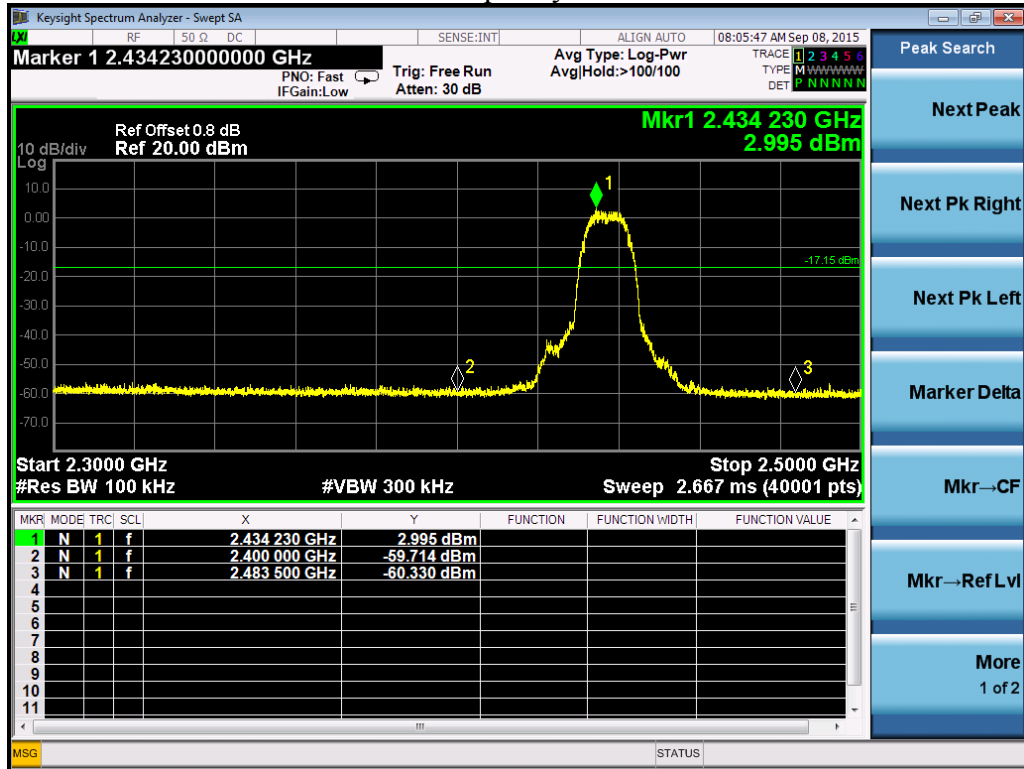 Keysight Spectrum Analyzer - Swept SA
LXI RF 50 Ω DC SENSE:INT ALIGN AUTO 08:05:47 AM Sep 08, 2015
Marker 1 2.434230000000 GHz
PNO: Fast
IFGain:Low
Trig: Free Run
Atten: 30 dB
Avg Type: Log-Pwr
Avg|Hold:>100/100
TRACE 1 2 3 4 5 6
TYPE M WWWWW
DET P N N N N N
Peak Search
Next Peak
Next Pk Right
Next Pk Left
Marker Delta
Mkr→CF
Mkr→Ref Lvl
More
1 of 2
Mkr1 2.434 230 GHz
2.995 dBm
Ref Offset 0.8 dB
10 dB/div Ref 20.00 dBm
Log
10.0
0.00
-10.0
-20.0
-30.0
-40.0
-50.0
-60.0
-70.0
1
-17.15 dBm
2
3
Start 2.3000 GHz Stop 2.5000 GHz
#Res BW 100 kHz #VBW 300 kHz Sweep 2.667 ms (40001 pts)
MKR MODE TRC SCL X Y FUNCTION FUNCTION WIDTH FUNCTION VALUE
1 N 1 f 2.434 230 GHz 2.995 dBm
2 N 1 f 2.400 000 GHz -59.714 dBm
3 N 1 f 2.483 500 GHz -60.330 dBm
4
5
6
7
8
9
10
11
MSG STATUS